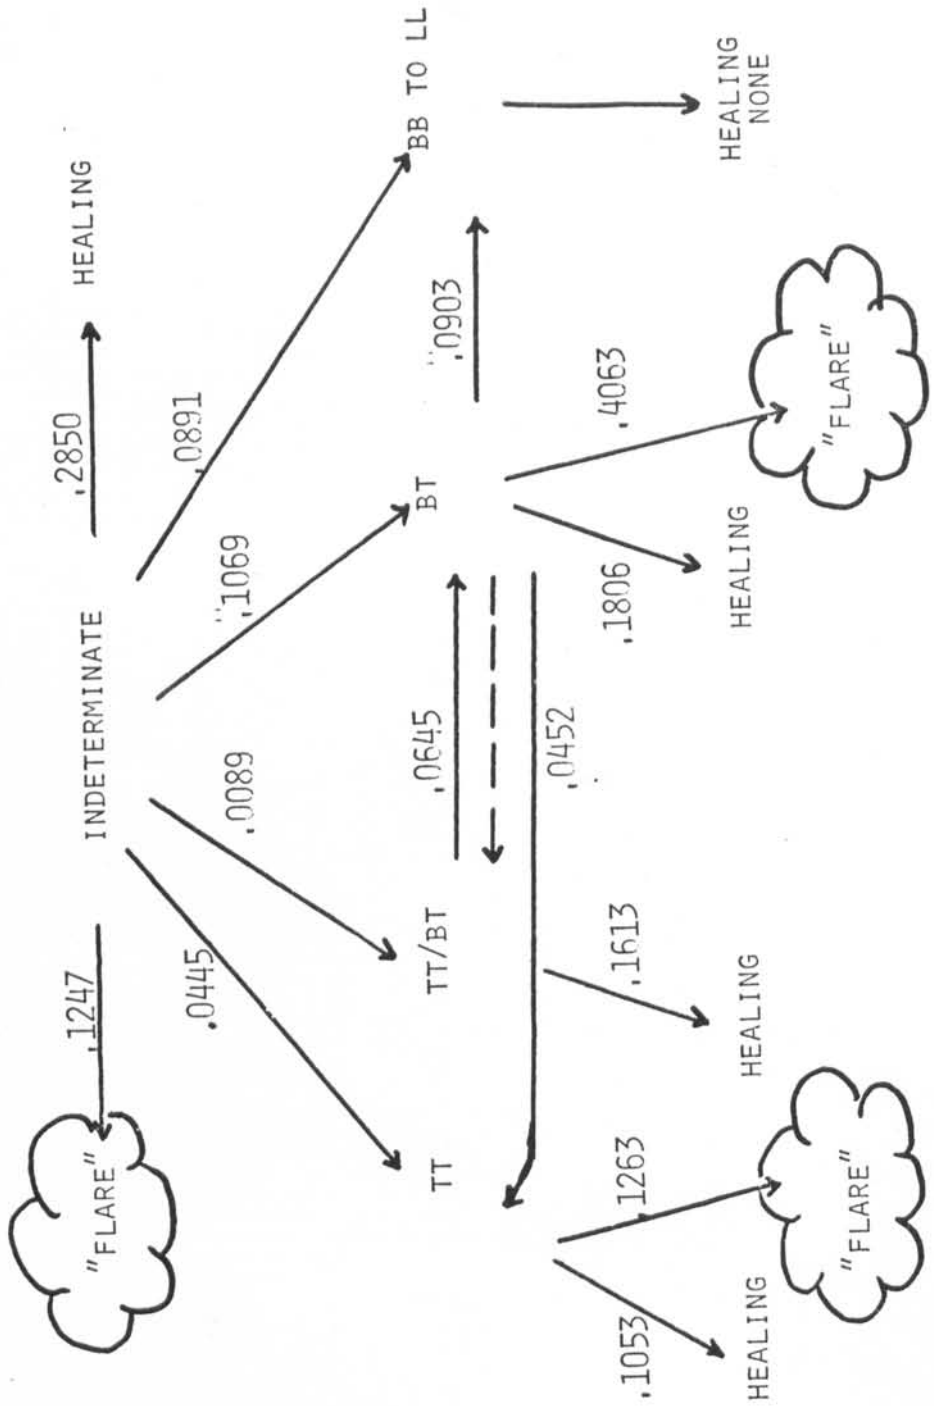 .2850
HEALING
.1247
"FLARE"
INDETERMINATE
.0445
.0089
.1069
.0891
TT
TT/BT
BT
BB TO LL
.0645
.0903
.0452
.1053
.1263
.1613
.1806
.4063
HEALING
"FLARE"
HEALING
HEALING
"FLARE"
HEALING
NONE